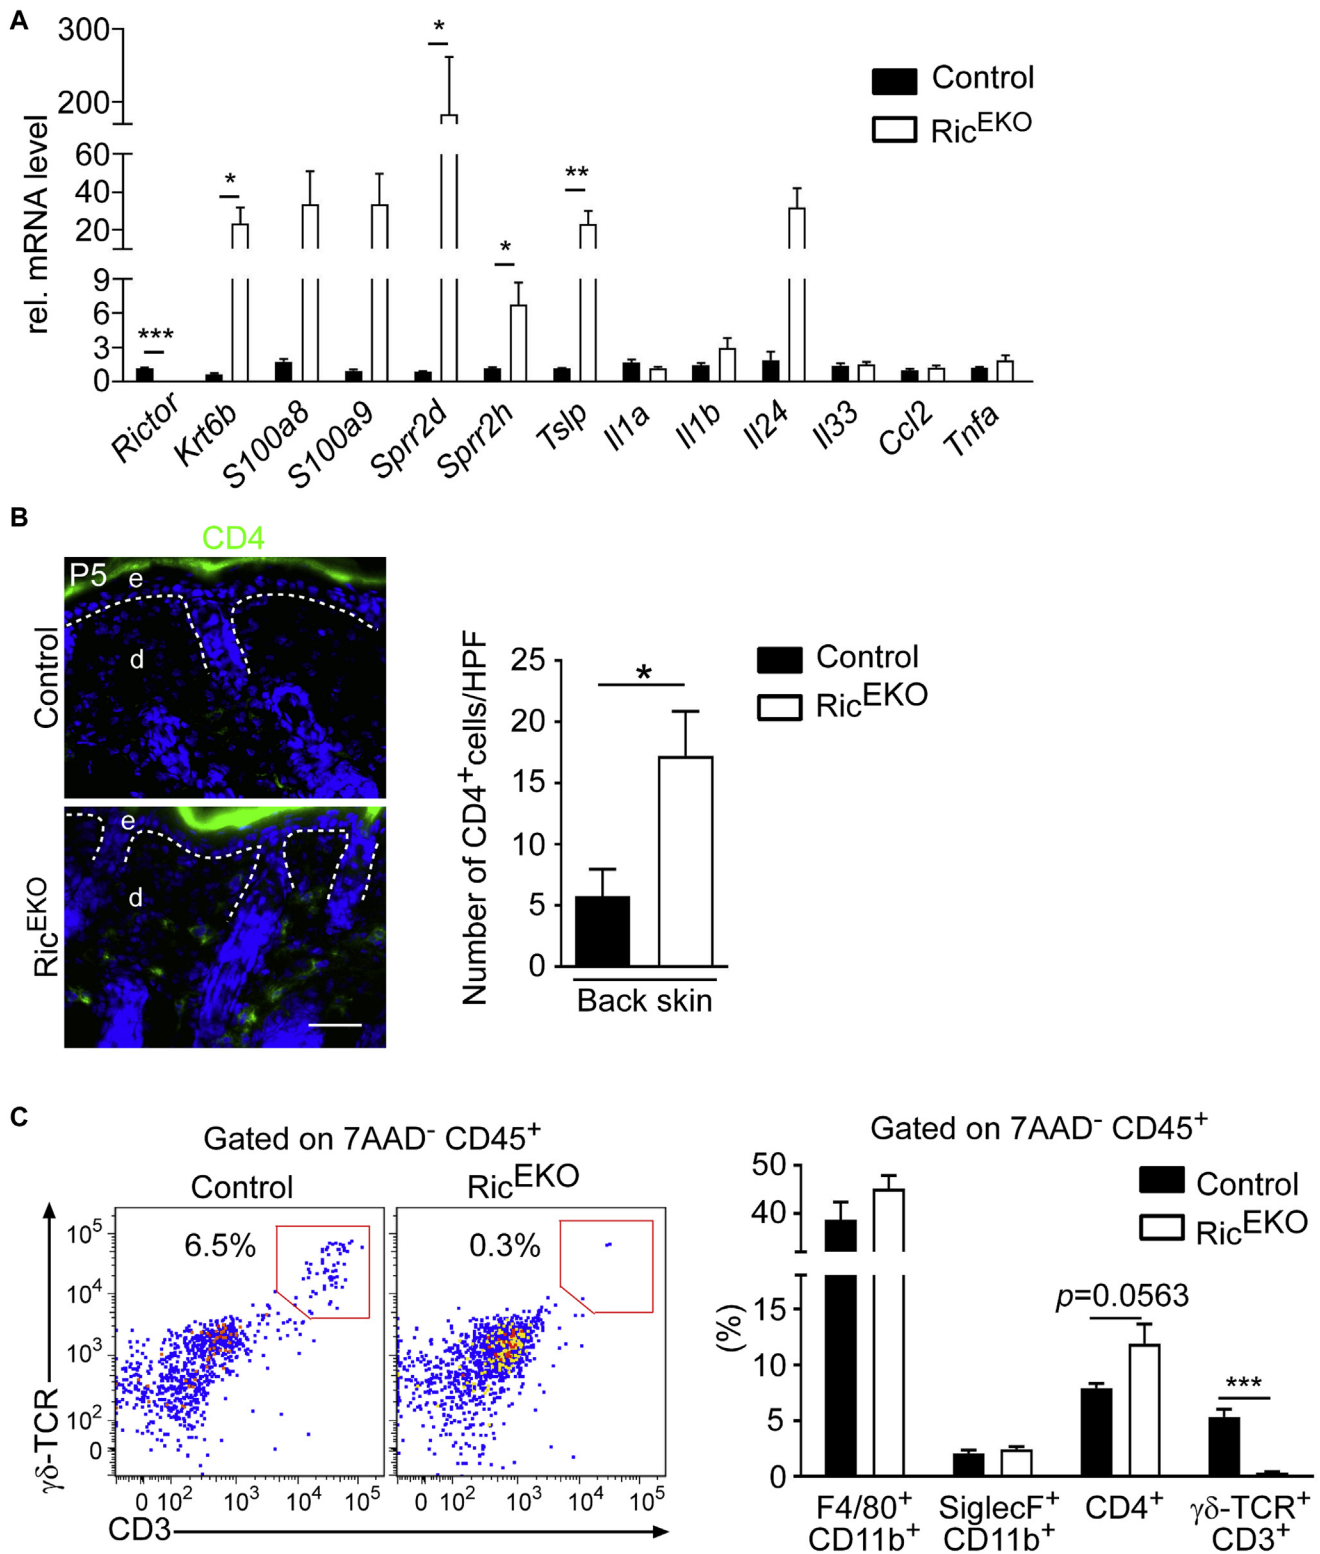 A
300
200
60
40
20
9
6
3
0
rel. mRNA level
***
*
*
*
**
Control
Ric^EKO
Rictor
Krt6b
S100a8
S100a9
Sprr2d
Sprr2h
Tslp
Il1a
Il1b
Il24
Il33
Ccl2
Tnfa
B
CD4
P5 e
d
Control
e
d
Ric^EKO
Number of CD4⁺cells/HPF
25
20
15
10
5
0
*
Back skin
Control
Ric^EKO
C
Gated on 7AAD⁻ CD45⁺
Control
Ric^EKO
6.5%
0.3%
10⁵
10⁴
10³
10²
0
γδ-TCR
0 10² 10³ 10⁴ 10⁵
0 10² 10³ 10⁴ 10⁵
CD3
Gated on 7AAD⁻ CD45⁺
Control
Ric^EKO
(%)
50
40
15
10
5
0
p=0.0563
***
F4/80⁺
CD11b⁺
SiglecF⁺
CD11b⁺
CD4⁺
γδ-TCR⁺
CD3⁺